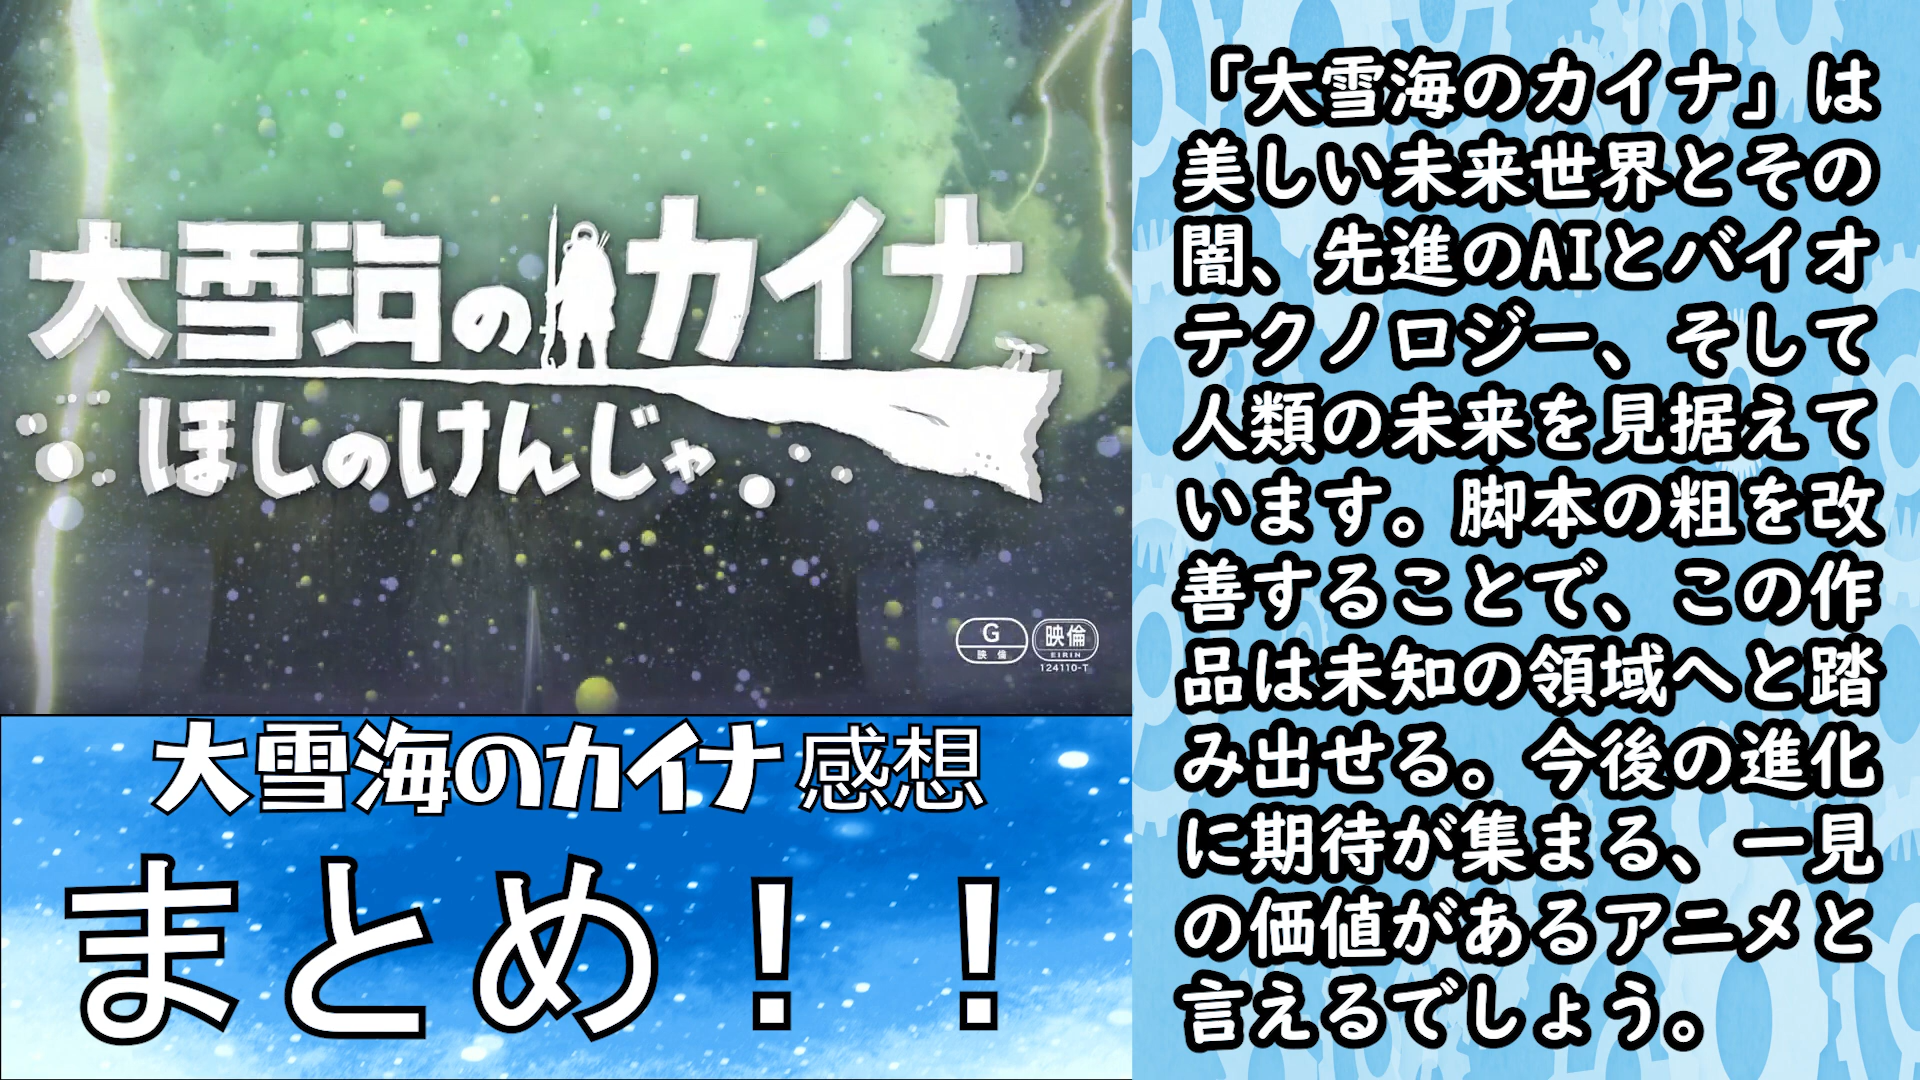 大雪海のカイナ
ほしのけんじゃ
G
映倫
映倫
EIRIN
124110-T
大雪海のカイナ感想
まとめ！！
「大雪海のカイナ」は
美しい未来世界とその
闇、先進のAIとバイオ
テクノロジー、そして
人類の未来を見据えて
います。脚本の粗を改
善することで、この作
品は未知の領域へと踏
み出せる。今後の進化
に期待が集まる、一見
の価値があるアニメと
言えるでしょう。